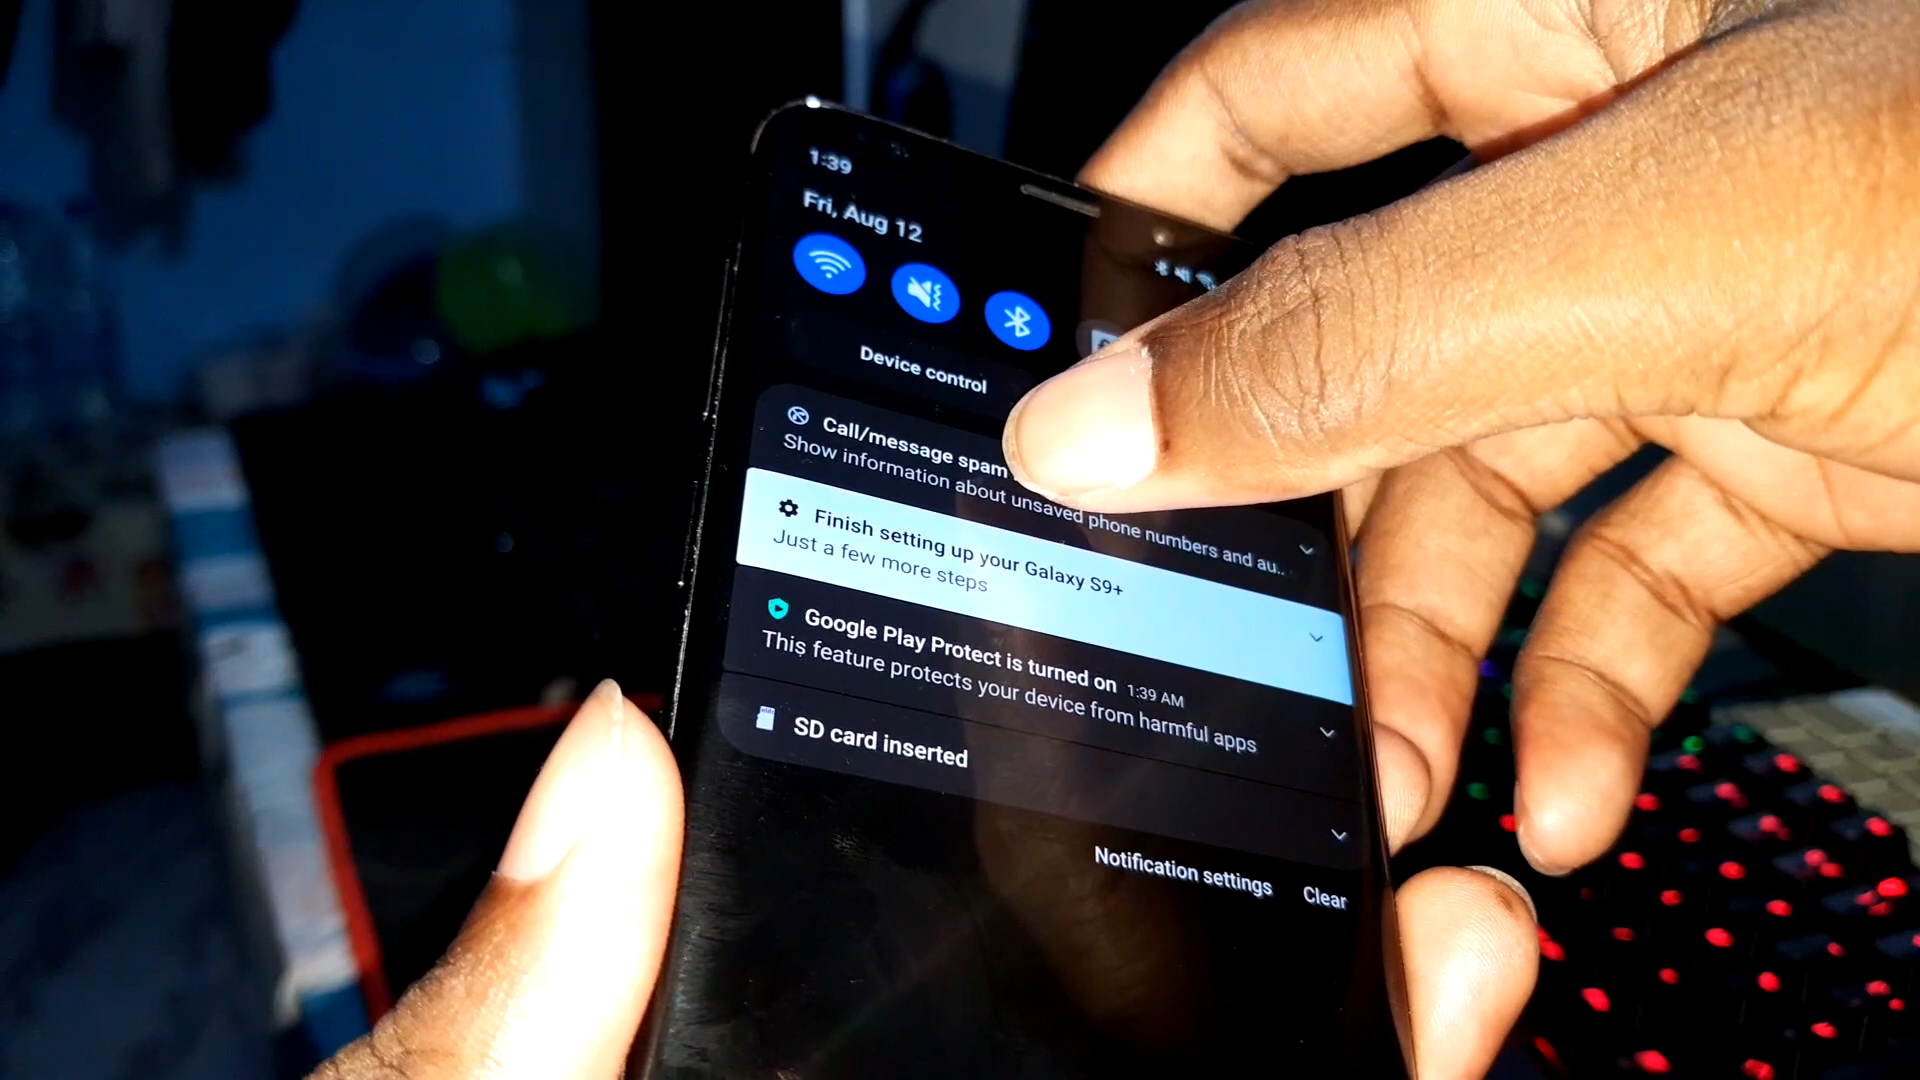 1:39
Fri, Aug 12
Device control
Call/message spam
Show information about unsaved phone numbers and au..
Finish setting up your Galaxy S9+
Just a few more steps
Google Play Protect is turned on 1:39 AM
This feature protects your device from harmful apps
SD card inserted
Notification settings Clear